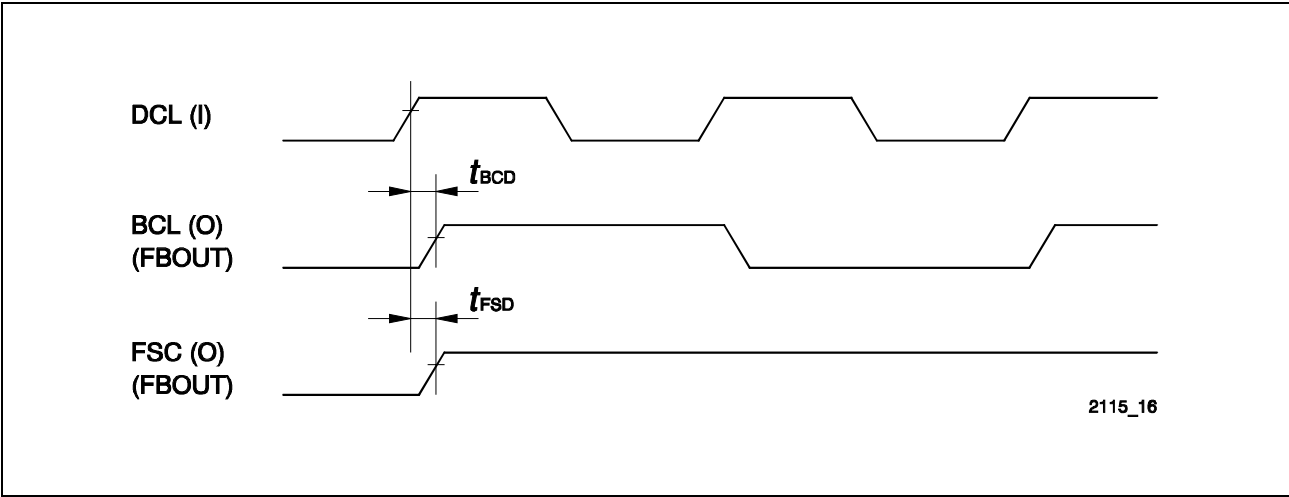 DCL (I)
tBCD
BCL (O)
(FBOUT)
tFSD
FSC (O)
(FBOUT)
2115_16